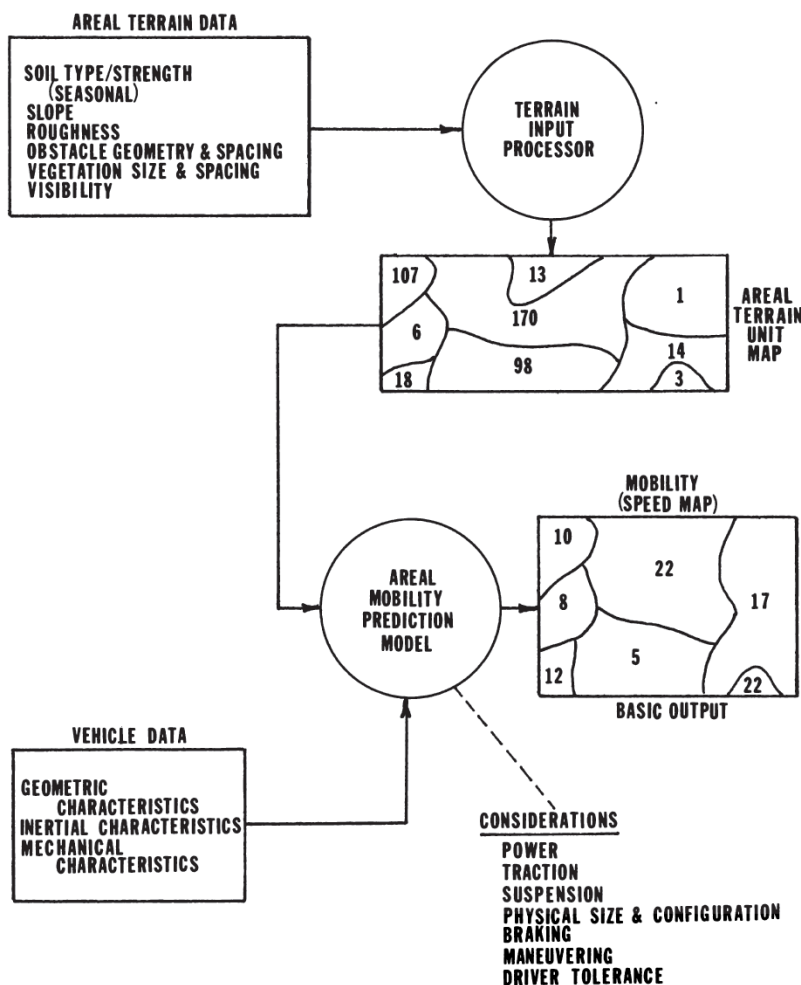 AREAL TERRAIN DATA
SOIL TYPE/STRENGTH
(SEASONAL)
SLOPE
ROUGHNESS
OBSTACLE GEOMETRY & SPACING
VEGETATION SIZE & SPACING
VISIBILITY
TERRAIN
INPUT
PROCESSOR
107
13
1
170
6
14
98
18
3
AREAL
TERRAIN
UNIT
MAP
MOBILITY
(SPEED MAP)
10
22
8
17
5
12
22
BASIC OUTPUT
AREAL
MOBILITY
PREDICTION
MODEL
VEHICLE DATA
GEOMETRIC
CHARACTERISTICS
INERTIAL CHARACTERISTICS
MECHANICAL
CHARACTERISTICS
CONSIDERATIONS
POWER
TRACTION
SUSPENSION
PHYSICAL SIZE & CONFIGURATION
BRAKING
MANEUVERING
DRIVER TOLERANCE